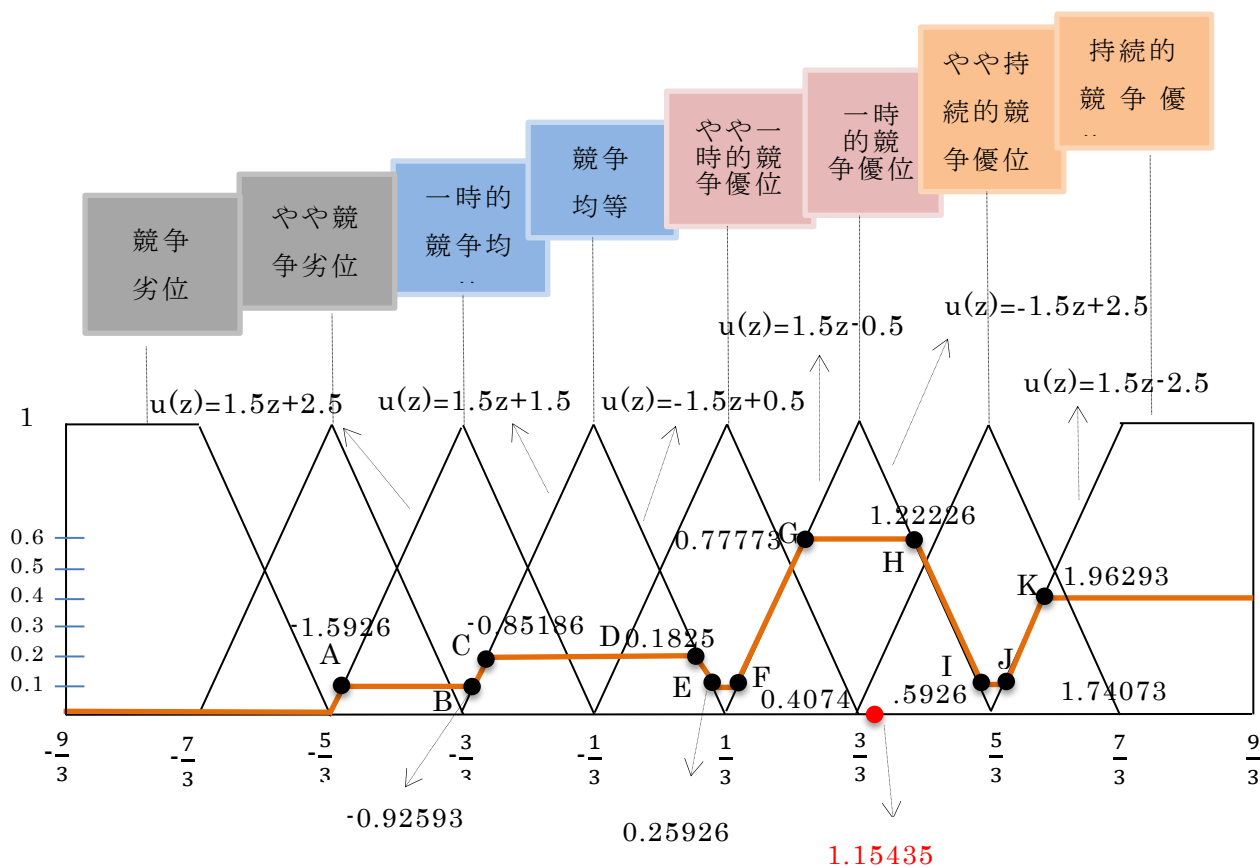 競争
劣位
やや競
争劣位
一時的
競争均
..
競争
均等
やや一
時的競
争優位
一時
的競
争優位
やや持
続的競
争優位
持続的
競争優
..
u(z)=1.5z-0.5
u(z)=-1.5z+2.5
u(z)=1.5z+2.5
u(z)=1.5z+1.5
u(z)=-1.5z+0.5
u(z)=1.5z-2.5
1
0.6
0.5
0.4
0.3
0.2
0.1
-1.5926
A
B
C
-0.85186
D
0.1825
E
F
0.77773
G
1.22226
H
I
J
K
1.96293
0.4074
.5926
1.74073
-9/3
-7/3
-5/3
-3/3
-1/3
1/3
3/3
5/3
7/3
9/3
-0.92593
0.25926
1.15435